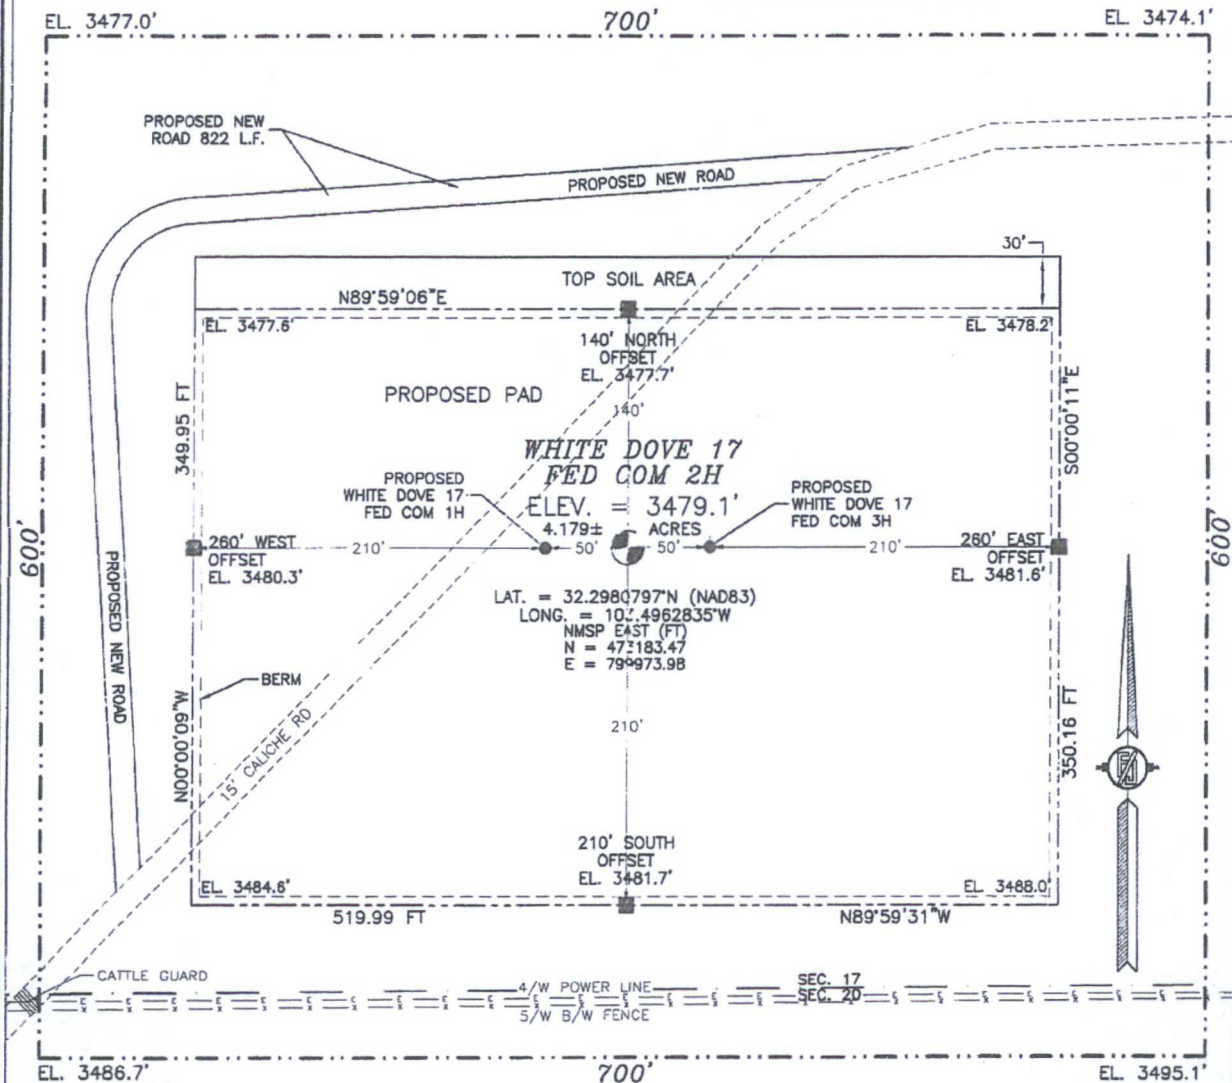 EL. 3477.0'
700'
EL. 3474.1'
PROPOSED NEW
ROAD 822 L.F.
PROPOSED NEW ROAD
30'
TOP SOIL AREA
N89°59'06"E
EL. 3477.6'
EL. 3478.2'
140' NORTH
OFFSET
EL. 3477.7'
PROPOSED PAD
140'
349.95 FT
S00°00'11"E
WHITE DOVE 17
FED COM 2H
ELEV. = 3479.1'
PROPOSED
WHITE DOVE 17
FED COM 1H
PROPOSED
WHITE DOVE 17
FED COM 3H
4.179± ACRES
600'
260' WEST
OFFSET
EL. 3480.3'
210'
50'
50'
210'
260' EAST
OFFSET
EL. 3481.6'
600'
LAT. = 32.2980797°N (NAD83)
LONG. = 4962835°W
NMSP EAST (FT)
N = 183.47
E = 973.98
PROPOSED NEW ROAD
BERM
N00°00'09"W
15' CALICHE RD
210'
350.16 FT
210' SOUTH
OFFSET
EL. 3481.7'
EL. 3484.6'
EL. 3488.0'
519.99 FT
N89°59'31"W
CATTLE GUARD
4/W POWER LINE
SEC. 17
SEC. 20
5/W B/W FENCE
EL. 3486.7'
700'
EL. 3495.1'